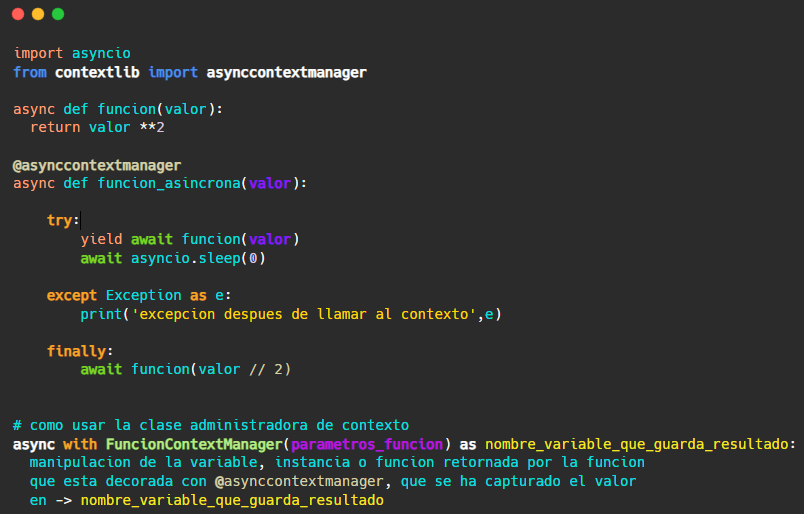 import asyncio
from contextlib import asynccontextmanager
async def funcion(valor):
return valor **2
@asynccontextmanager
async def funcion_asincrona(valor):
try:
yield await funcion(valor)
await asyncio.sleep(0)
except Exception as e:
print('excepcion despues de llamar al contexto',e)
finally:
await funcion(valor // 2)
# como usar la clase administradora de contexto
async with FuncionContextManager(parametros_funcion) as nombre_variable_que_guarda_resultado:
manipulacion de la variable, instancia o funcion retornada por la funcion
que esta decorada con @asynccontextmanager, que se ha capturado el valor
en -> nombre_variable_que_guarda_resultado